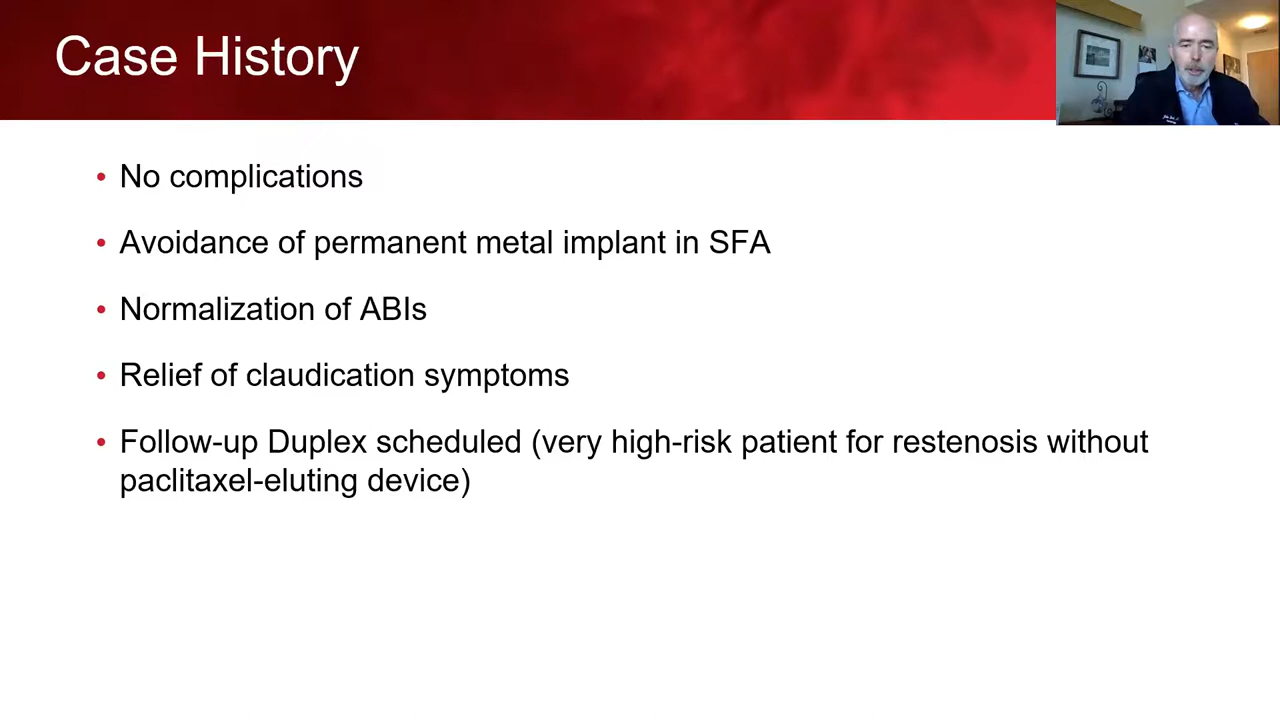 Case History
• No complications
• Avoidance of permanent metal implant in SFA
• Normalization of ABIs
• Relief of claudication symptoms
• Follow-up Duplex scheduled (very high-risk patient for restenosis without
paclitaxel-eluting device)